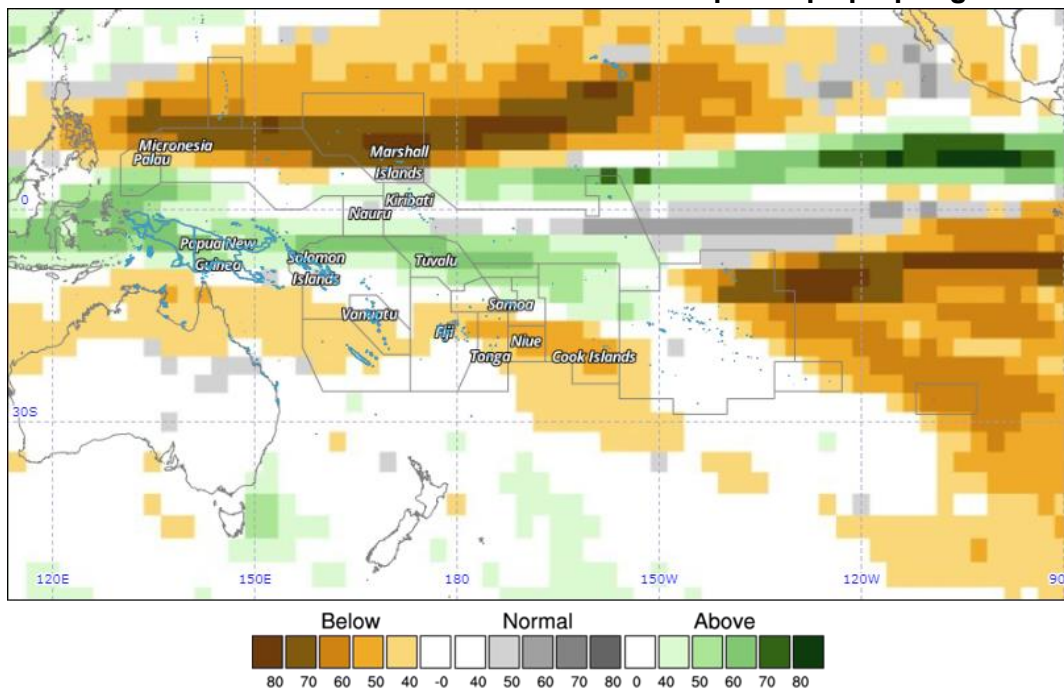 Micronesia
Palau
Marshall
Islands
0
Kiribati
Nauru
Papua New
Guinea
Solomon
Islands
Tuvalu
Samoa
Vanuatu
Fiji
Niue
Tonga
Cook Islands
30S
120E 150E 180 150W 120W 90
Below Normal Above
80 70 60 50 40 -0 40 50 60 70 80 0 40 50 60 70 80